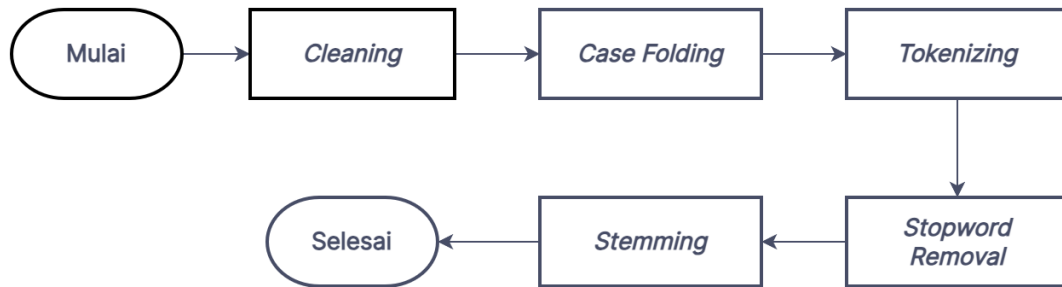 Mulai
Cleaning
Case Folding
Tokenizing
Stopword
Removal
Stemming
Selesai